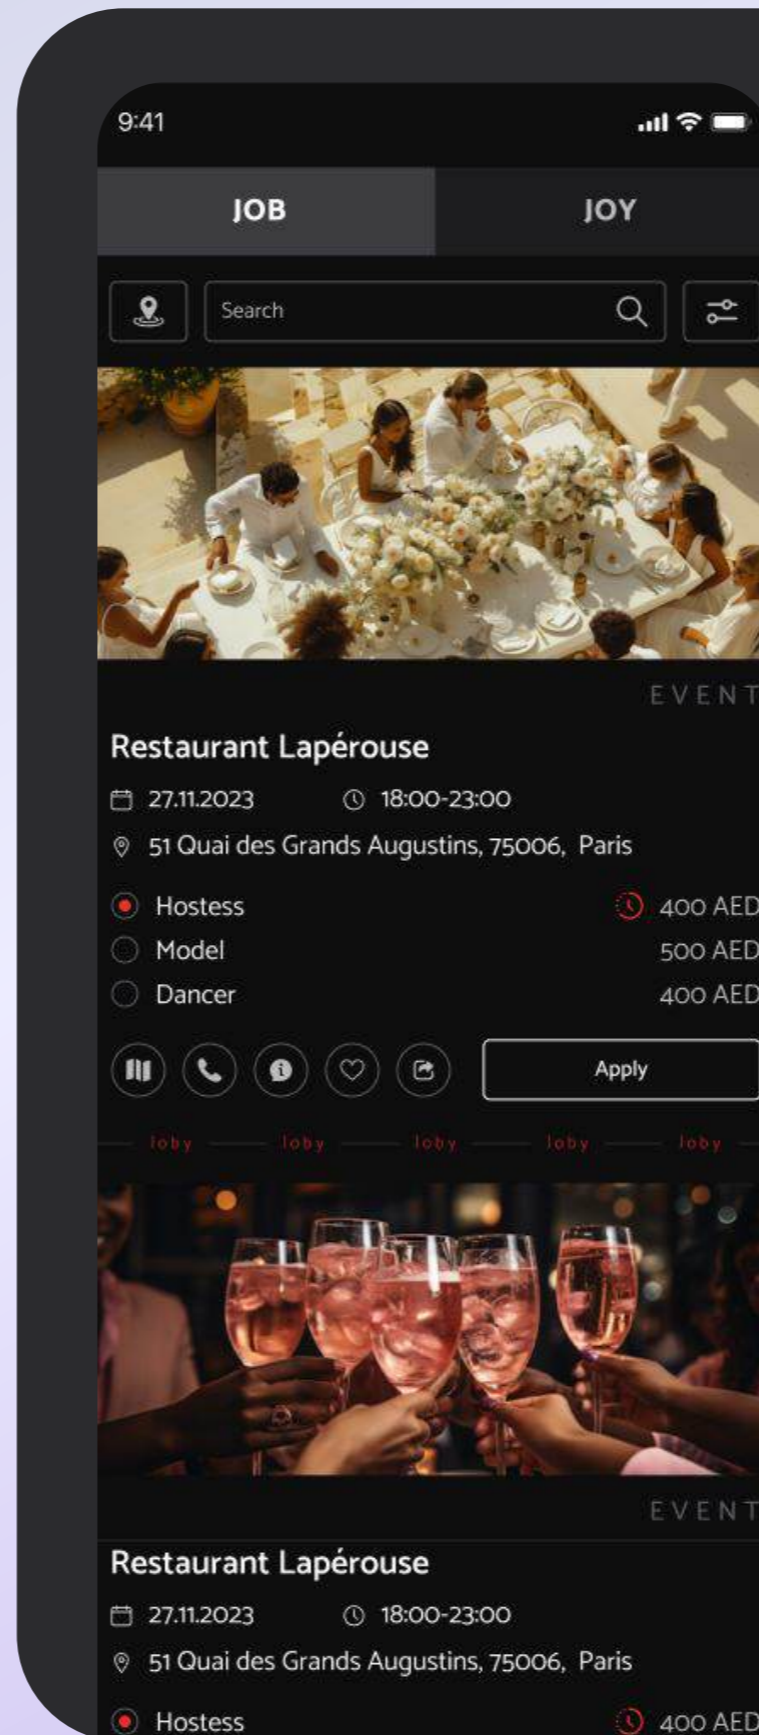 9:41
JOB JOY
Search
EVENT
Restaurant Lapérouse
27.11.2023 18:00-23:00
51 Quai des Grands Augustins, 75006, Paris
Hostess 400 AED
Model 500 AED
Dancer 400 AED
Apply
loby loby loby loby loby
EVENT
Restaurant Lapérouse
27.11.2023 18:00-23:00
51 Quai des Grands Augustins, 75006, Paris
Hostess 400 AED